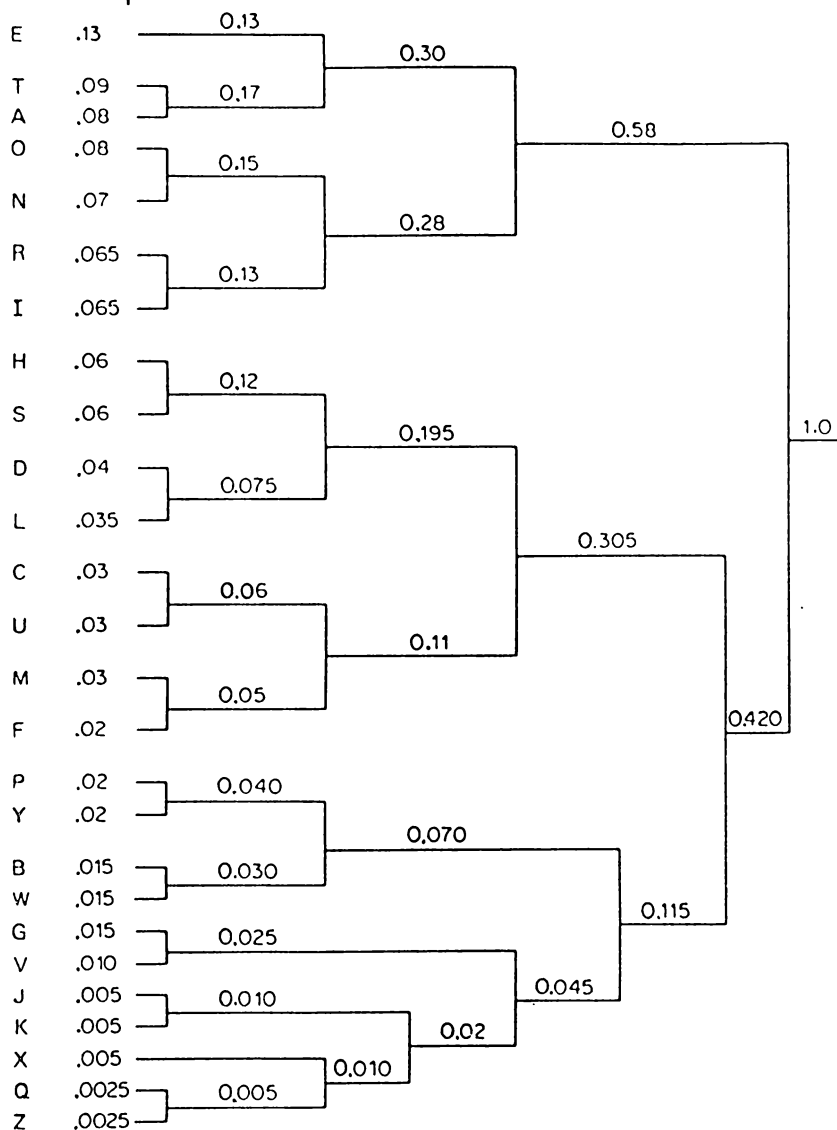 E .13 0.13
0.30
T .09
0.17
A .08
0.58
O .08
0.15
N .07
0.28
R .065
0.13
I .065
H .06
0.12
S .06
0.195
1.0
D .04
0.075
L .035
0.305
C .03
0.06
U .03
0.11
M .03
0.05
F .02
0.420
P .02
0.040
Y .02
0.070
B .015
0.030
W .015
0.115
G .015
0.025
V .010
0.045
J .005
0.010
K .005
0.02
X .005
0.010
Q .0025
0.005
Z .0025